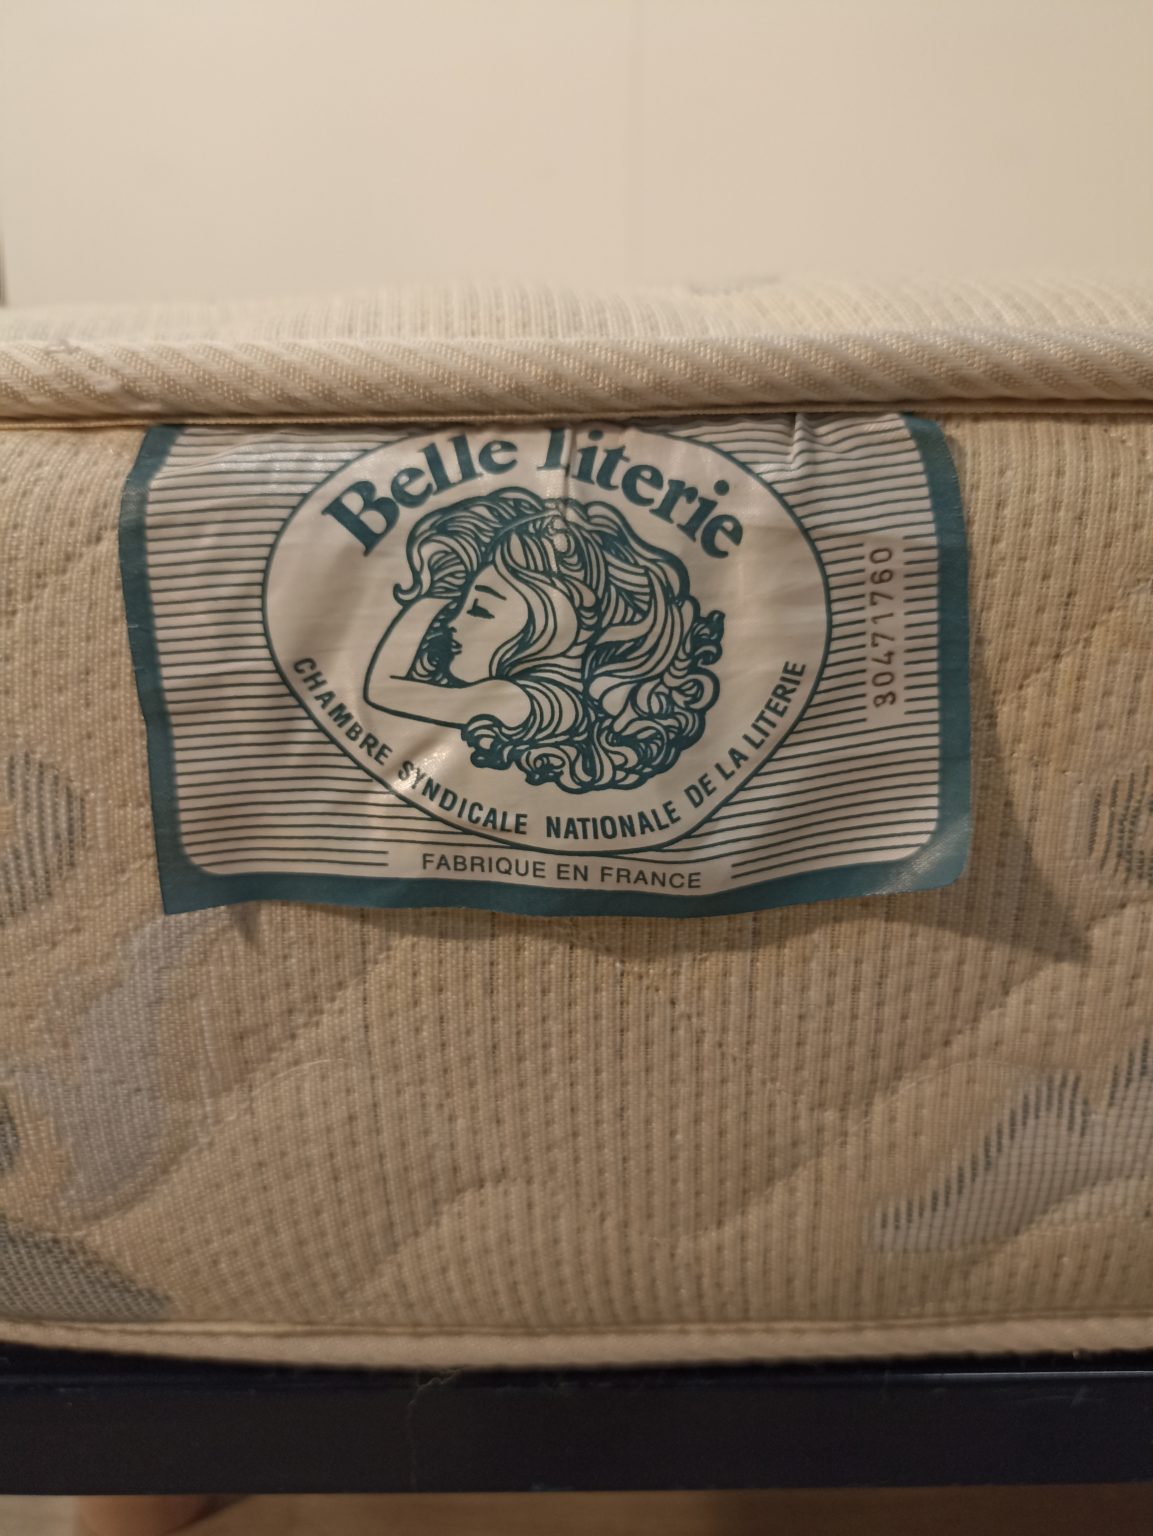 Belle Literie
CHAMBRE SYNDICALE NATIONALE DE LA LITERIE
FABRIQUE EN FRANCE
30471760